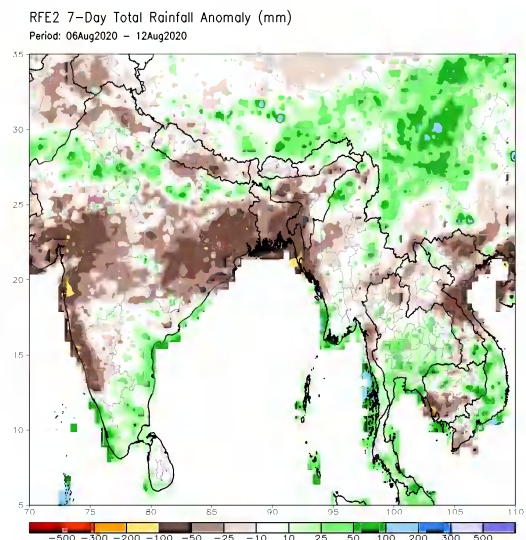 RFE2 7-Day Total Rainfall Anomaly (mm)
Period: 06Aug2020 - 12Aug2020
35
30
25
20
15
10
5
70 75 80 85 90 95 100 105 110
-500 -300 -200 -100 -50 -25 -10 10 25 50 100 200 300 500